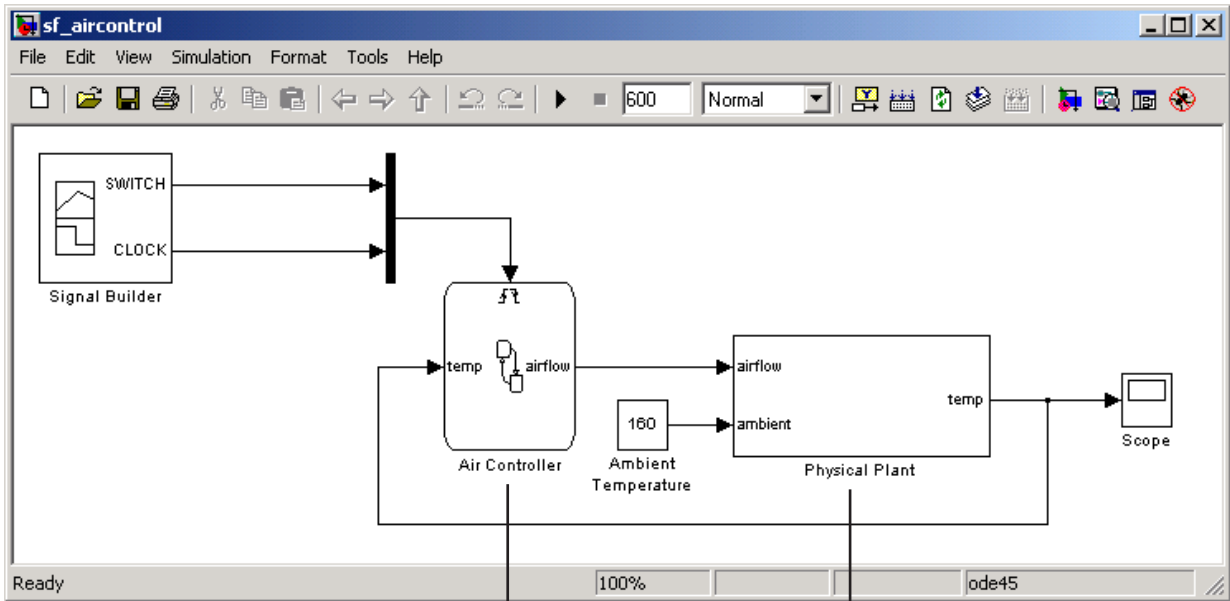 sf_aircontrol
File Edit View Simulation Format Tools Help
600 Normal
SWITCH
CLOCK
Signal Builder
temp airflow
Air Controller
160
Ambient
Temperature
airflow
temp
ambient
Physical Plant
Scope
Ready 100% ode45